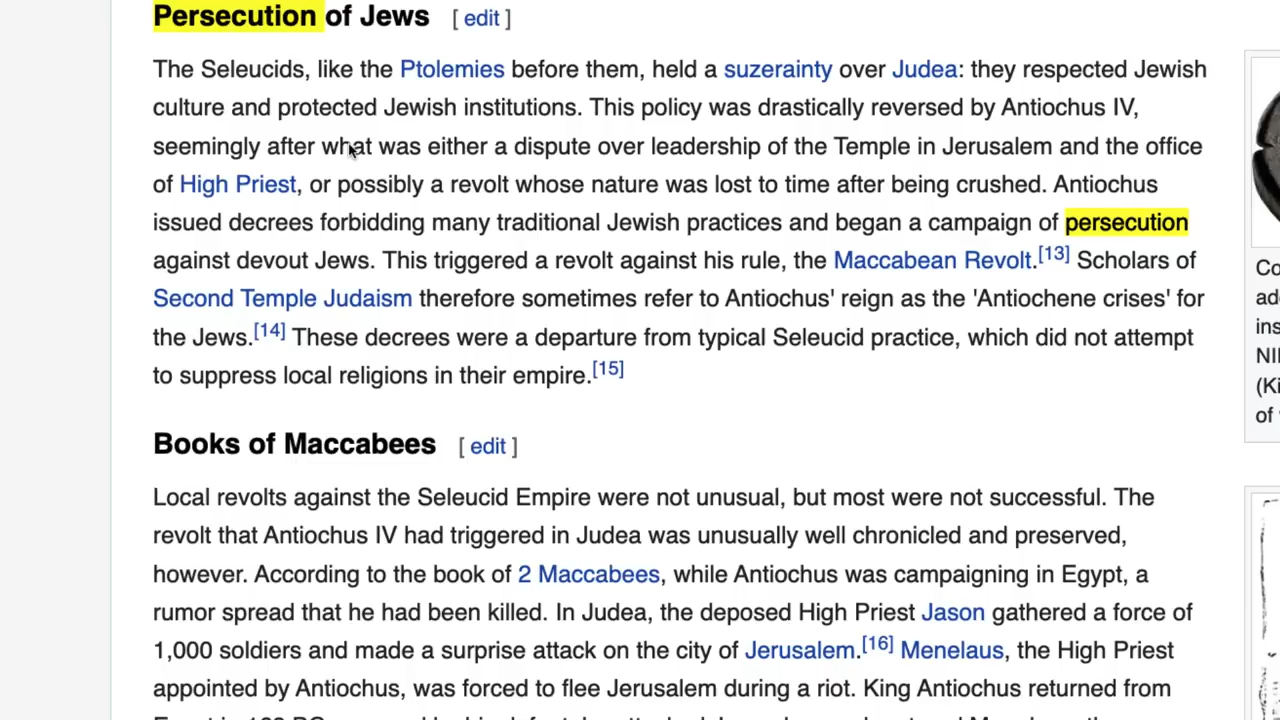 Persecution of Jews [ edit ]
The Seleucids, like the Ptolemies before them, held a suzerainty over Judea: they respected Jewish
culture and protected Jewish institutions. This policy was drastically reversed by Antiochus IV,
seemingly after what was either a dispute over leadership of the Temple in Jerusalem and the office
of High Priest, or possibly a revolt whose nature was lost to time after being crushed. Antiochus
issued decrees forbidding many traditional Jewish practices and began a campaign of persecution
against devout Jews. This triggered a revolt against his rule, the Maccabean Revolt.[13] Scholars of
Second Temple Judaism therefore sometimes refer to Antiochus' reign as the 'Antiochene crises' for
the Jews.[14] These decrees were a departure from typical Seleucid practice, which did not attempt
to suppress local religions in their empire.[15]
Books of Maccabees [ edit ]
Local revolts against the Seleucid Empire were not unusual, but most were not successful. The
revolt that Antiochus IV had triggered in Judea was unusually well chronicled and preserved,
however. According to the book of 2 Maccabees, while Antiochus was campaigning in Egypt, a
rumor spread that he had been killed. In Judea, the deposed High Priest Jason gathered a force of
1,000 soldiers and made a surprise attack on the city of Jerusalem.[16] Menelaus, the High Priest
appointed by Antiochus, was forced to flee Jerusalem during a riot. King Antiochus returned from
Co
ad
ins
NI
(Ki
of